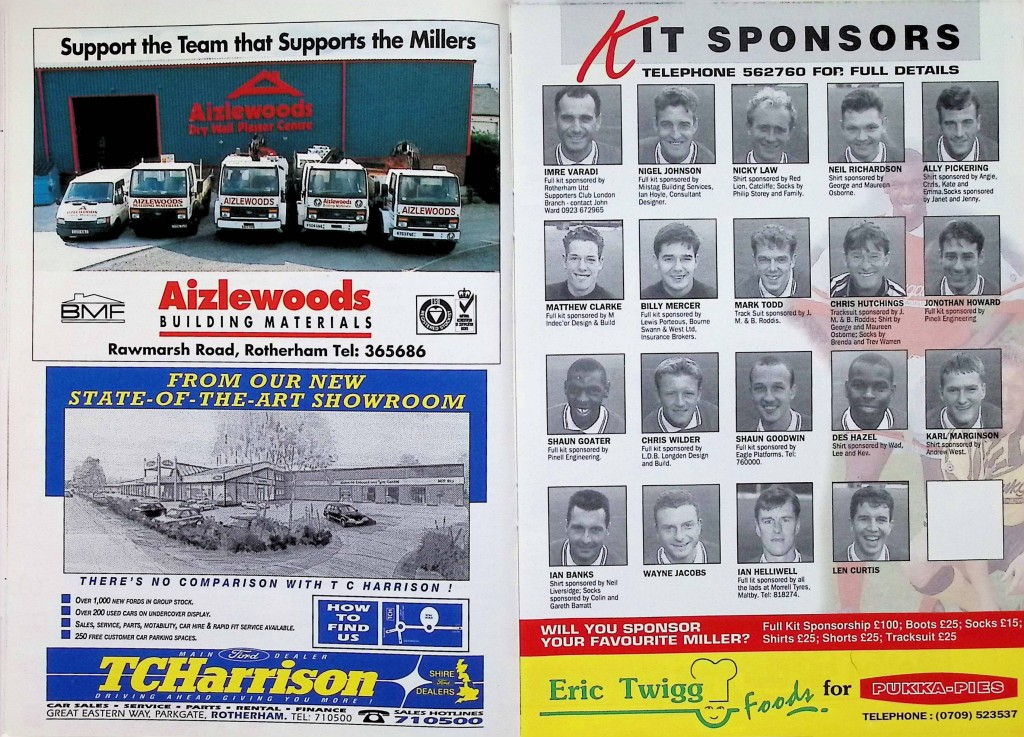 Support the Team that Supports the Millers
Aizlewoods
Dry Wall Plaster Centre
AIZLEWOODS
AIZLEWOODS
BMF
Aizlewoods
BUILDING MATERIALS
Rawmarsh Road, Rotherham Tel: 365686
FROM OUR NEW
STATE-OF-THE-ART SHOWROOM
THERE'S NO COMPARISON WITH T C HARRISON !
OVER 1,000 NEW FORDS IN GROUP STOCK.
OVER 200 USED CARS ON UNDERCOVER DISPLAY.
SALES, SERVICE, PARTS, MOTABILITY, CAR HIRE & RAPID FIT SERVICE AVAILABLE.
250 FREE CUSTOMER CAR PARKING SPACES.
HOW TO
FIND
US
MAIN Ford DEALER
TCHarrison
DRIVING AHEAD GIVING YOU MORE
SHIRE
Ford
DEALERS
CAR SALES • SERVICE • PARTS • RENTAL • FINANCE
GREAT EASTERN WAY, PARKGATE, ROTHERHAM. TEL: 710500
SALES HOTLINES
710500
KIT SPONSORS
TELEPHONE 562760 FOR FULL DETAILS
IMRE VARADI
Full kit sponsored by
Rotherham Utd
Supporters Club London
Branch - contact John
Ward 0923 672965
NIGEL JOHNSON
Full kit sponsored by
Milstag Building Services,
Ian Hoyle, Consultant
Designer.
NICKY LAW
Shirt sponsored by Red
Lion, Catcliffe; Socks by
Philip Storey and Family.
NEIL RICHARDSON
Shirt sponsored by
George and Maureen
Osborne.
ALLY PICKERING
Shirt sponsored by Angie,
Chris, Kate and
Emma.Socks sponsored
by Janet and Jenny.
MATTHEW CLARKE
Full kit sponsored by M
Indec'or Design & Build
BILLY MERCER
Full kit sponsored by
Lewis Porteous, Bourne
Swann & West Ltd,
Insurance Brokers.
MARK TODD
Track Suit sponsored by J.
M. & B. Roddis.
CHRIS HUTCHINGS
Tracksuit sponsored by J.
M. & B. Roddis; Shirt by
George and Maureen
Osborne; Socks by
Brenda and Trev Warren
JONOTHAN HOWARD
Full kit sponsored by
Pinell Engineering
SHAUN GOATER
Full kit sponsored by
Pinell Engineering.
CHRIS WILDER
Full kit sponsored by
L.D.B. Longden Design
and Build.
SHAUN GOODWIN
Full kit sponsored by
Eagle Platforms. Tel:
760000.
DES HAZEL
Shirt sponsored by Wad,
Lee and Kev.
KARL MARGINSON
Shirt sponsored by
Andrew West.
IAN BANKS
Shirt sponsored by Neil
Liversidge; Socks
sponsored by Colin and
Gareth Barratt
WAYNE JACOBS
IAN HELLIWELL
Full lit sponsored by all
the lads at Morrell Tyres,
Maltby. Tel: 818274.
LEN CURTIS
WILL YOU SPONSOR
YOUR FAVOURITE MILLER?
Full Kit Sponsorship £100; Boots £25; Socks £15;
Shirts £25; Shorts £25; Tracksuit £25
Eric Twigg Foods for PUKKA-PIES
TELEPHONE : (0709) 523537